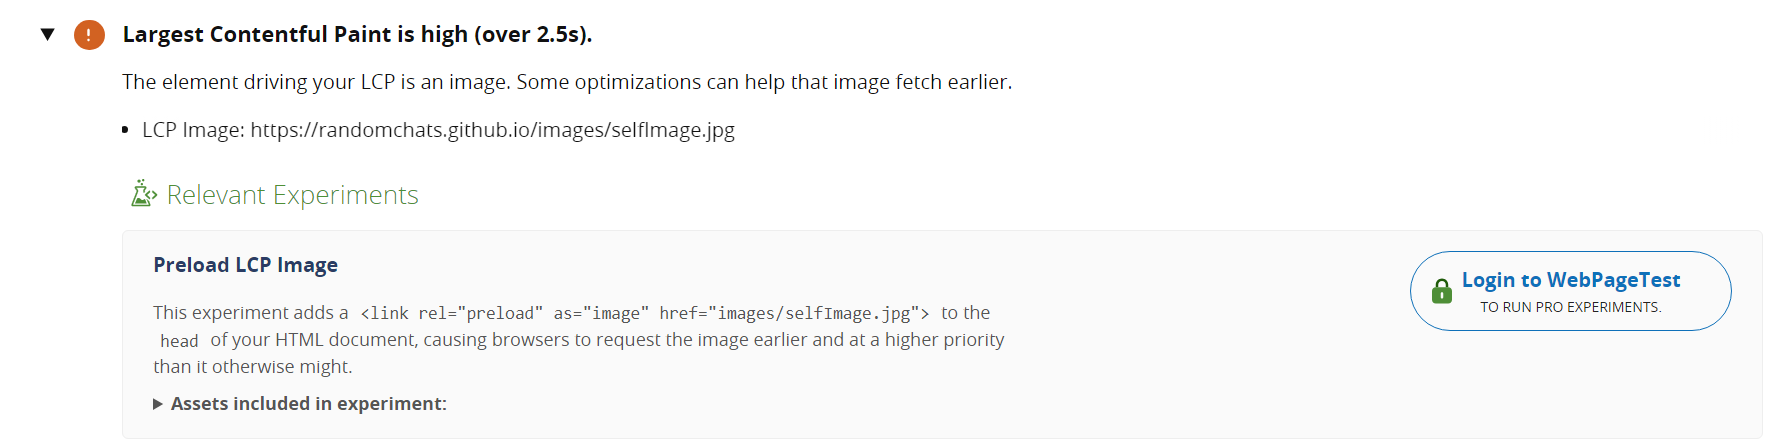 Largest Contentful Paint is high (over 2.5s).
The element driving your LCP is an image. Some optimizations can help that image fetch earlier.
• LCP Image: https://randomchats.github.io/images/selfImage.jpg
Relevant Experiments
Preload LCP Image
Login to WebPageTest
TO RUN PRO EXPERIMENTS.
This experiment adds a <link rel="preload" as="image" href="images/selfImage.jpg"> to the
head of your HTML document, causing browsers to request the image earlier and at a higher priority
than it otherwise might.
Assets included in experiment: